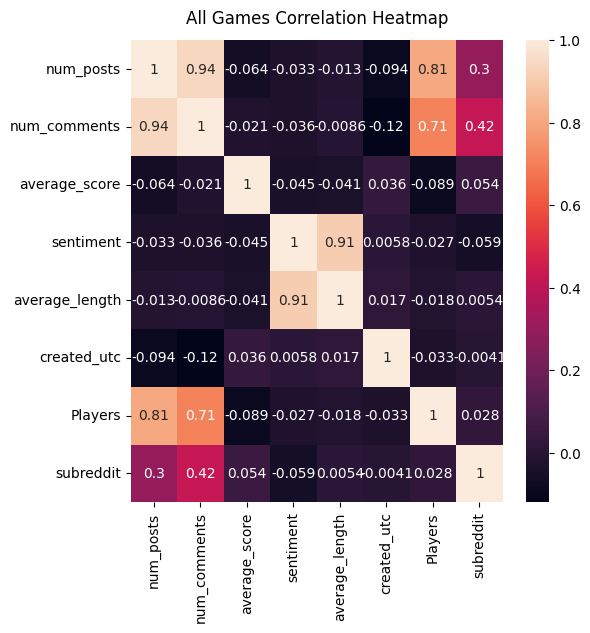 All Games Correlation Heatmap
num_posts 1 0.94 -0.064 -0.033 -0.013 -0.094 0.81 0.3
num_comments 0.94 1 -0.021 -0.036 -0.0086 -0.12 0.71 0.42
average_score -0.064 -0.021 1 -0.045 -0.041 0.036 -0.089 0.054
sentiment -0.033 -0.036 -0.045 1 0.91 0.0058 -0.027 -0.059
average_length -0.013 -0.0086 -0.041 0.91 1 0.017 -0.018 0.0054
created_utc -0.094 -0.12 0.036 0.0058 0.017 1 -0.033 -0.0041
Players 0.81 0.71 -0.089 -0.027 -0.018 -0.033 1 0.028
subreddit 0.3 0.42 0.054 -0.059 0.0054 -0.0041 0.028 1
num_posts num_comments average_score sentiment average_length created_utc Players subreddit
1.0
0.8
0.6
0.4
0.2
0.0